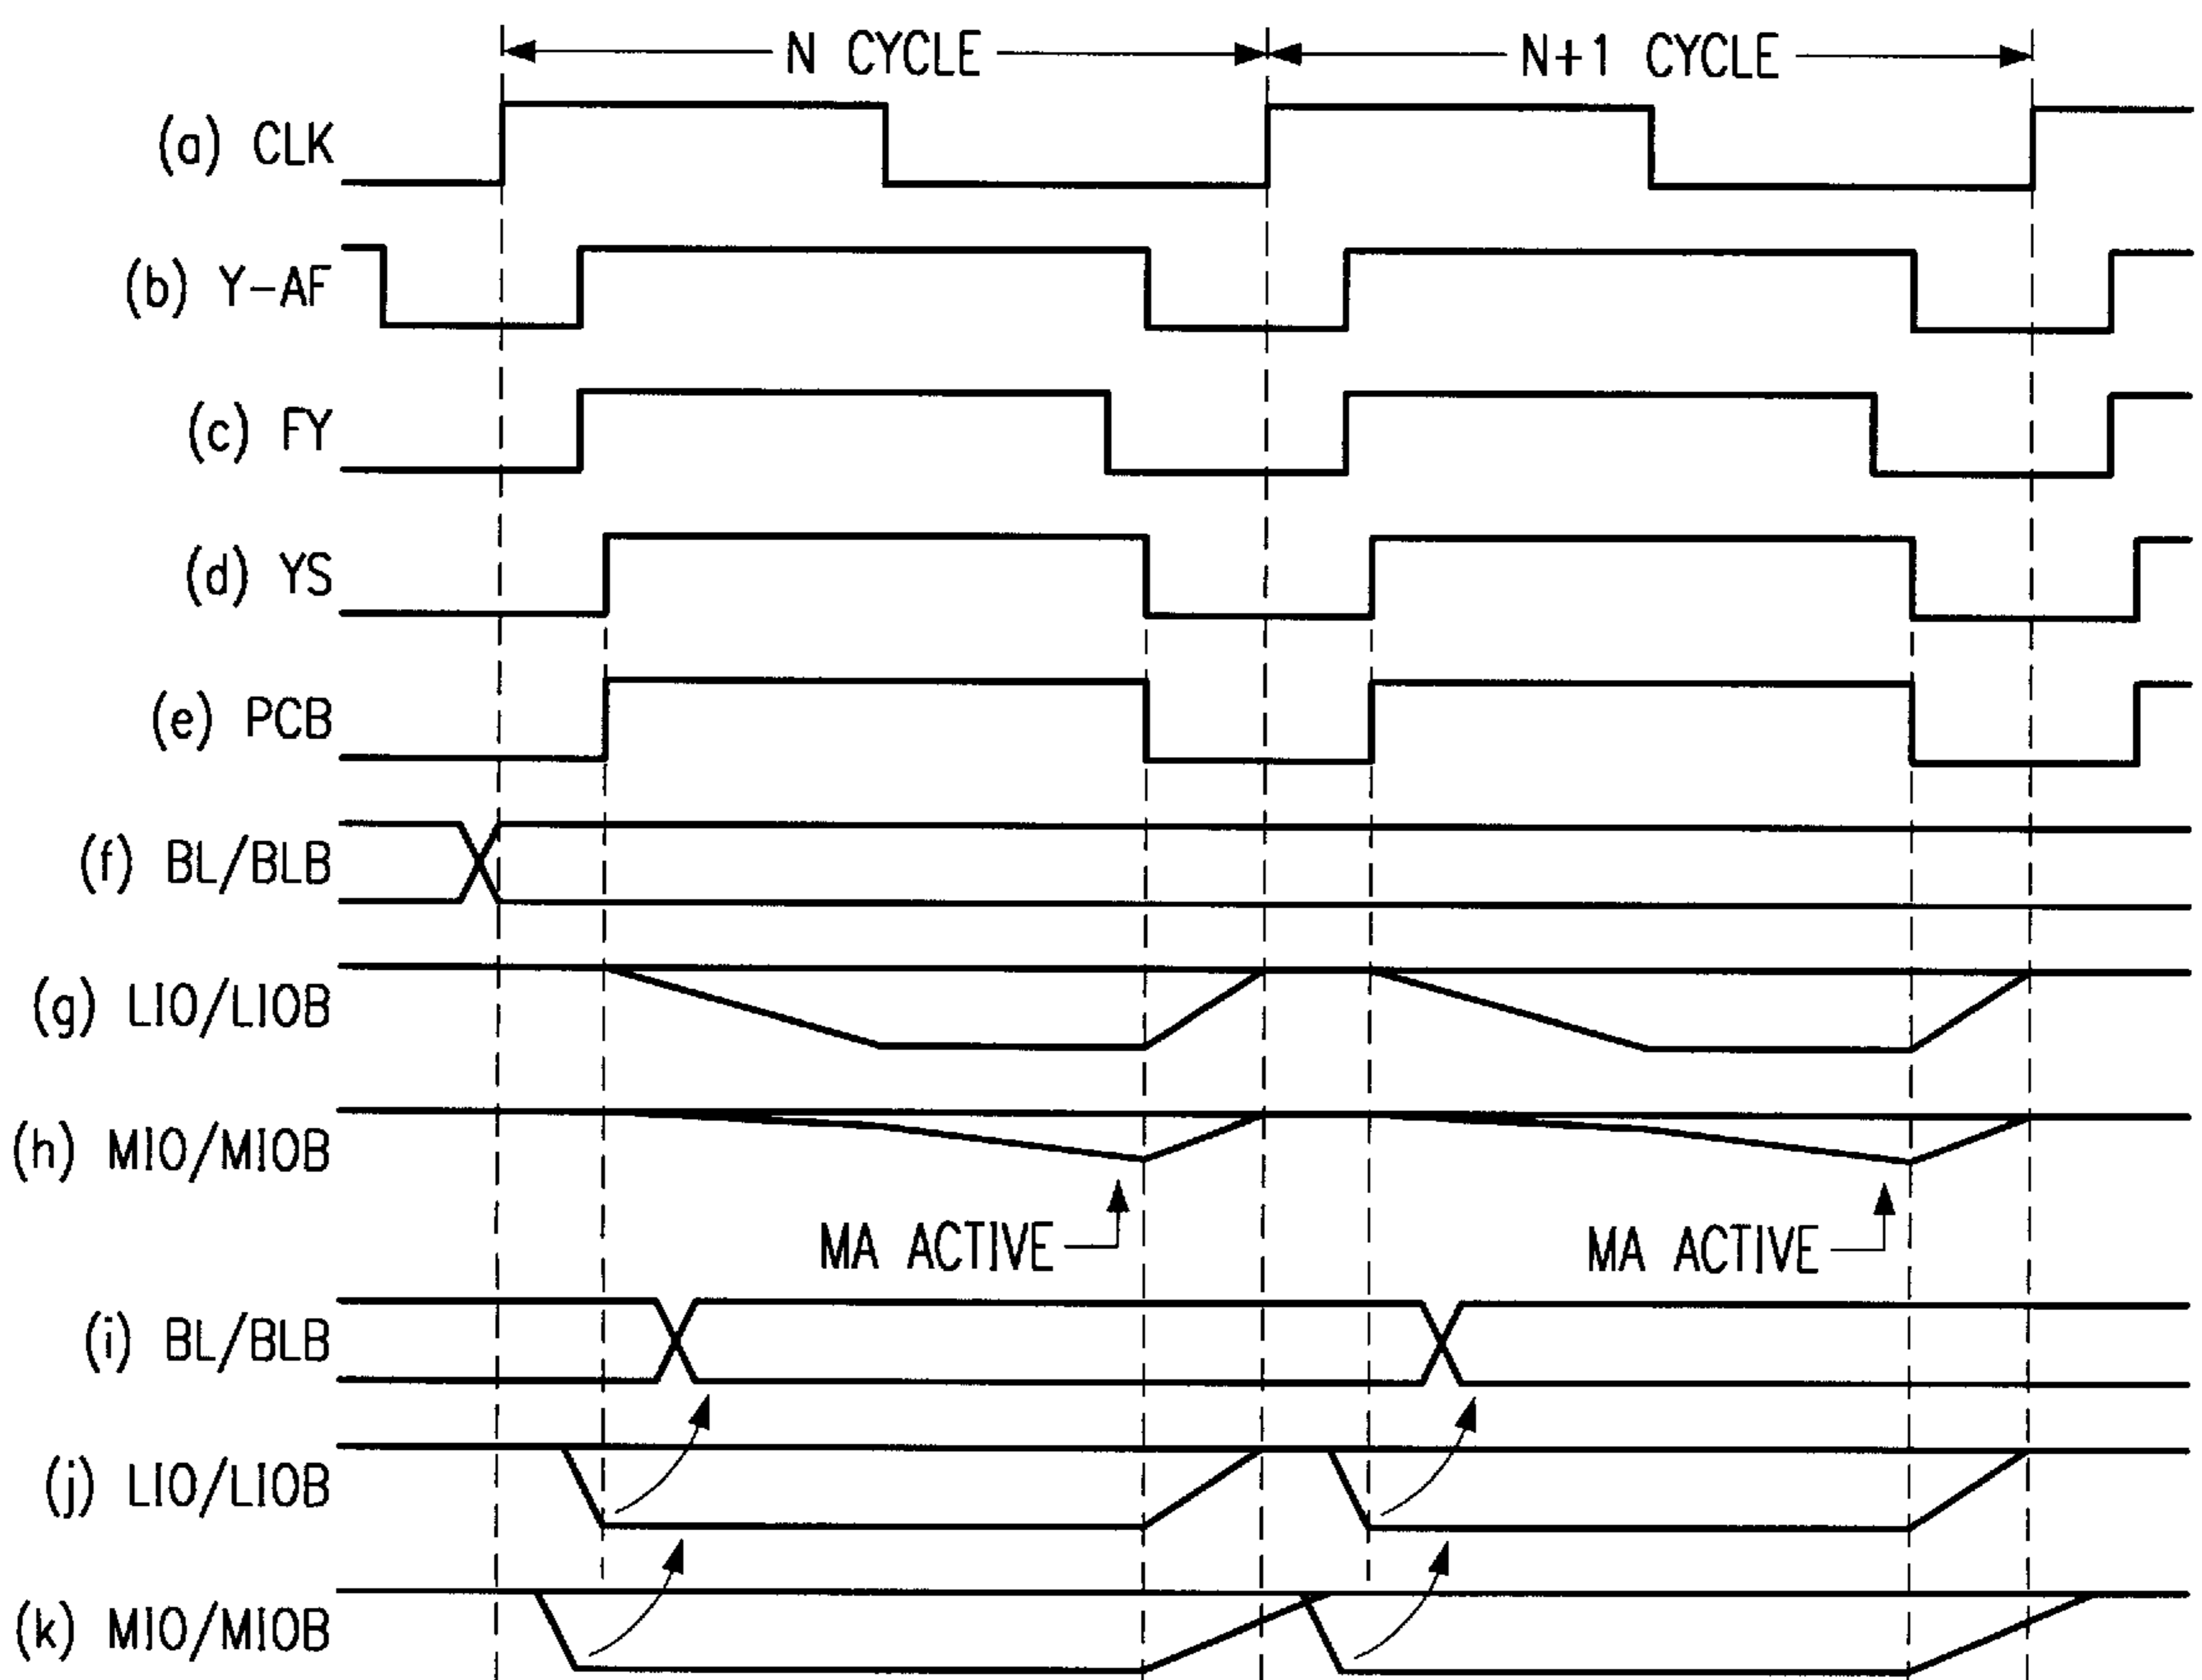 N CYCLE N+1 CYCLE
(a) CLK
(b) Y-AF
(c) FY
(d) YS
(e) PCB
(f) BL/BLB
(g) LIO/LIOB
(h) MIO/MIOB
MA ACTIVE MA ACTIVE
(i) BL/BLB
(j) LIO/LIOB
(k) MIO/MIOB